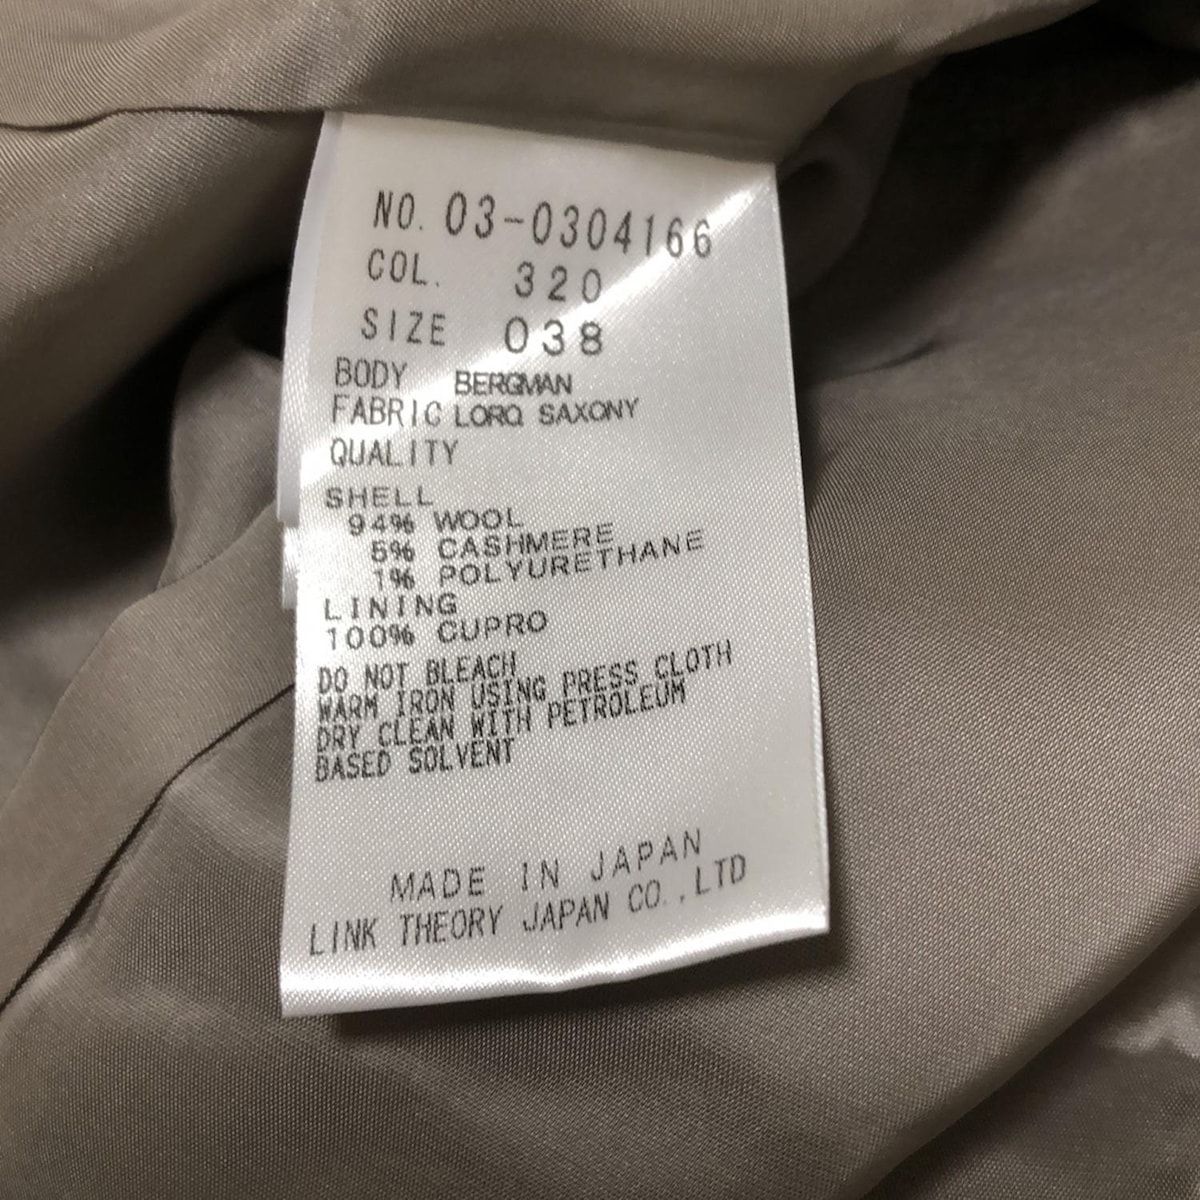 NO. 03-0304166
COL. 320
SIZE 038
BODY BERGMAN
FABRIC LORQ SAXONY
QUALITY
SHELL
94% WOOL
5% CASHMERE
1% POLYURETHANE
LINING
100% CUPRO
DO NOT BLEACH
WARM IRON USING PRESS CLOTH
DRY CLEAN WITH PETROLEUM
BASED SOLVENT
MADE IN JAPAN
LINK THEORY JAPAN CO.,LTD